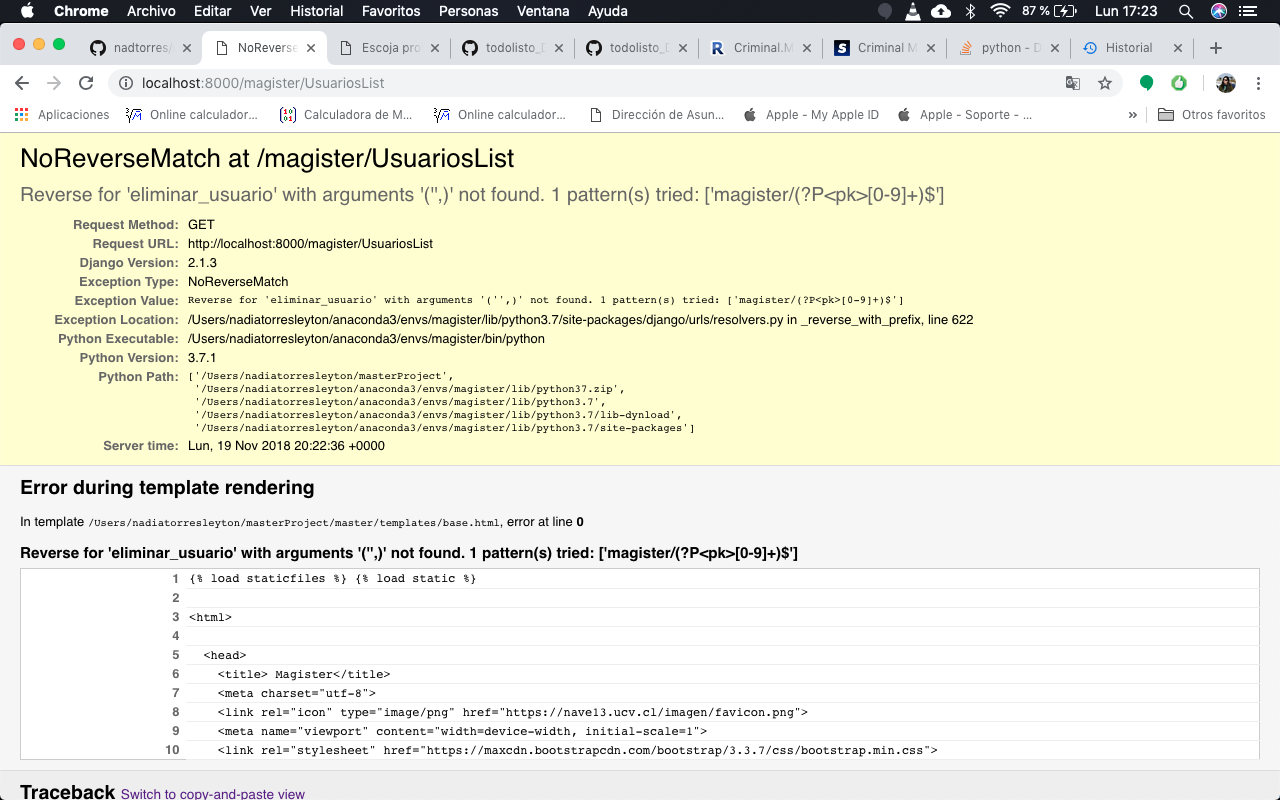 Chrome Archivo Editar Ver Historial Favoritos Personas Ventana Ayuda 87 % Lun 17:23
nadtorres/ NoReverse Escoja pro todolisto_D todolisto_D Criminal.M Criminal M python - D Historial
localhost:8000/magister/UsuariosList
Aplicaciones Online calculador... Calculadora de M... Online calculador... Dirección de Asun... Apple - My Apple ID Apple - Soporte - ... » Otros favoritos
NoReverseMatch at /magister/UsuariosList
Reverse for 'eliminar_usuario' with arguments '('',)' not found. 1 pattern(s) tried: ['magister/(?P<pk>[0-9]+)$']
Request Method: GET
Request URL: http://localhost:8000/magister/UsuariosList
Django Version: 2.1.3
Exception Type: NoReverseMatch
Exception Value: Reverse for 'eliminar_usuario' with arguments '('',)' not found. 1 pattern(s) tried: ['magister/(?P<pk>[0-9]+)$']
Exception Location: /Users/nadiatorresleyton/anaconda3/envs/magister/lib/python3.7/site-packages/django/urls/resolvers.py in _reverse_with_prefix, line 622
Python Executable: /Users/nadiatorresleyton/anaconda3/envs/magister/bin/python
Python Version: 3.7.1
Python Path: ['/Users/nadiatorresleyton/masterProject',
'/Users/nadiatorresleyton/anaconda3/envs/magister/lib/python37.zip',
'/Users/nadiatorresleyton/anaconda3/envs/magister/lib/python3.7',
'/Users/nadiatorresleyton/anaconda3/envs/magister/lib/python3.7/lib-dynload',
'/Users/nadiatorresleyton/anaconda3/envs/magister/lib/python3.7/site-packages']
Server time: Lun, 19 Nov 2018 20:22:36 +0000
Error during template rendering
In template /Users/nadiatorresleyton/masterProject/master/templates/base.html, error at line 0
Reverse for 'eliminar_usuario' with arguments '('',)' not found. 1 pattern(s) tried: ['magister/(?P<pk>[0-9]+)$']
1 {% load staticfiles %} {% load static %}
2
3 <html>
4
5 <head>
6 <title> Magister</title>
7 <meta charset="utf-8">
8 <link rel="icon" type="image/png" href="https://nave13.ucv.cl/imagen/favicon.png">
9 <meta name="viewport" content="width=device-width, initial-scale=1">
10 <link rel="stylesheet" href="https://maxcdn.bootstrapcdn.com/bootstrap/3.3.7/css/bootstrap.min.css">
Traceback Switch to copy-and-paste view